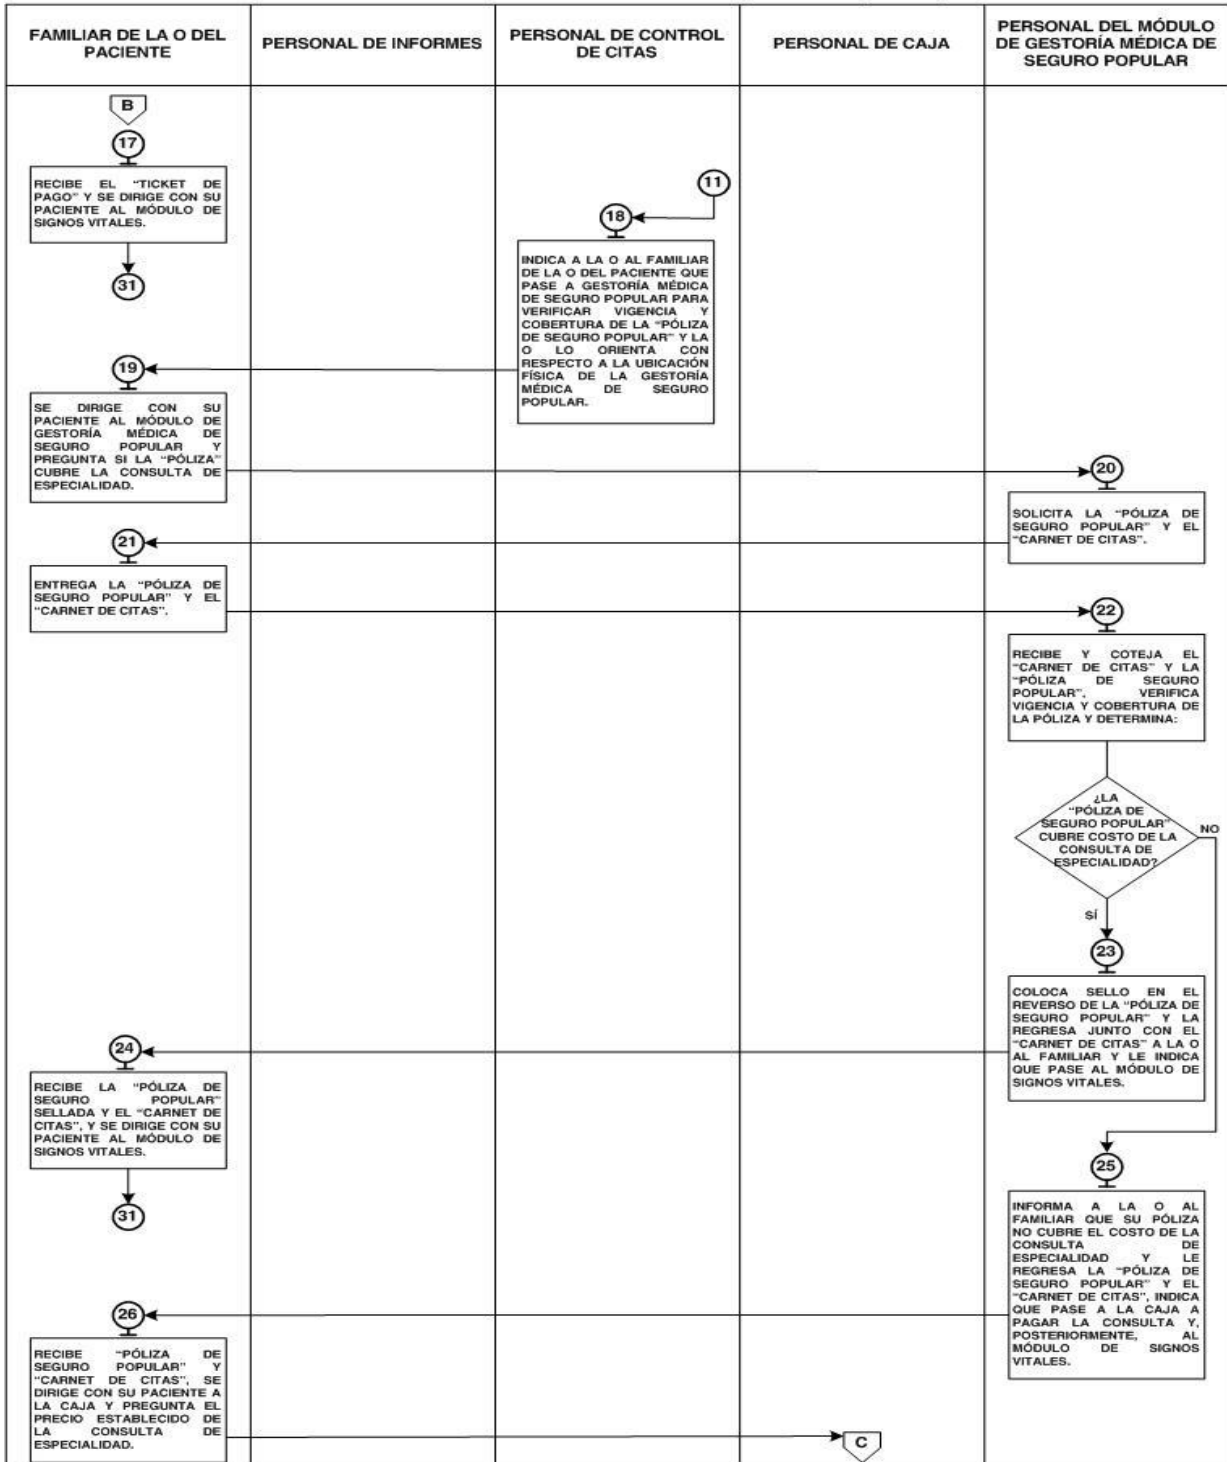 FAMILIAR DE LA O DEL
PACIENTE
PERSONAL DE INFORMES
PERSONAL DE CONTROL
DE CITAS
PERSONAL DE CAJA
PERSONAL DEL MÓDULO
DE GESTORÍA MÉDICA DE
SEGURO POPULAR
B
17
RECIBE EL “TICKET DE
PAGO” Y SE DIRIGE CON SU
PACIENTE AL MÓDULO DE
SIGNOS VITALES.
31
11
18
INDICA A LA O AL FAMILIAR
DE LA O DEL PACIENTE QUE
PASE A GESTORÍA MÉDICA
DE SEGURO POPULAR PARA
VERIFICAR VIGENCIA Y
COBERTURA DE LA “PÓLIZA
DE SEGURO POPULAR” Y LA
O LO ORIENTA CON
RESPECTO A LA UBICACIÓN
FÍSICA DE LA GESTORÍA
MÉDICA DE SEGURO
POPULAR.
19
SE DIRIGE CON SU
PACIENTE AL MÓDULO DE
GESTORÍA MÉDICA DE
SEGURO POPULAR Y
PREGUNTA SI LA “PÓLIZA”
CUBRE LA CONSULTA DE
ESPECIALIDAD.
20
SOLICITA LA “PÓLIZA DE
SEGURO POPULAR” Y EL
“CARNET DE CITAS”.
21
ENTREGA LA “PÓLIZA DE
SEGURO POPULAR” Y EL
“CARNET DE CITAS”.
22
RECIBE Y COTEJA EL
“CARNET DE CITAS” Y LA
“PÓLIZA DE SEGURO
POPULAR”, VERIFICA
VIGENCIA Y COBERTURA DE
LA PÓLIZA Y DETERMINA:
¿LA
“PÓLIZA DE
SEGURO POPULAR”
CUBRE COSTO DE LA
CONSULTA DE
ESPECIALIDAD?
NO
SÍ
23
COLOCA SELLO EN EL
REVERSO DE LA “PÓLIZA DE
SEGURO POPULAR” Y LA
REGRESA JUNTO CON EL
“CARNET DE CITAS” A LA O
AL FAMILIAR Y LE INDICA
QUE PASE AL MÓDULO DE
SIGNOS VITALES.
24
RECIBE LA “PÓLIZA DE
SEGURO POPULAR”
SELLADA Y EL “CARNET DE
CITAS”, Y SE DIRIGE CON SU
PACIENTE AL MÓDULO DE
SIGNOS VITALES.
31
25
INFORMA A LA O AL
FAMILIAR QUE SU PÓLIZA
NO CUBRE EL COSTO DE LA
CONSULTA DE
ESPECIALIDAD Y LE
REGRESA LA “PÓLIZA DE
SEGURO POPULAR” Y EL
“CARNET DE CITAS”, INDICA
QUE PASE A LA CAJA A
PAGAR LA CONSULTA Y,
POSTERIORMENTE, AL
MÓDULO DE SIGNOS
VITALES.
26
RECIBE “PÓLIZA DE
SEGURO POPULAR” Y
“CARNET DE CITAS”, SE
DIRIGE CON SU PACIENTE A
LA CAJA Y PREGUNTA EL
PRECIO ESTABLECIDO DE
LA CONSULTA DE
ESPECIALIDAD.
C